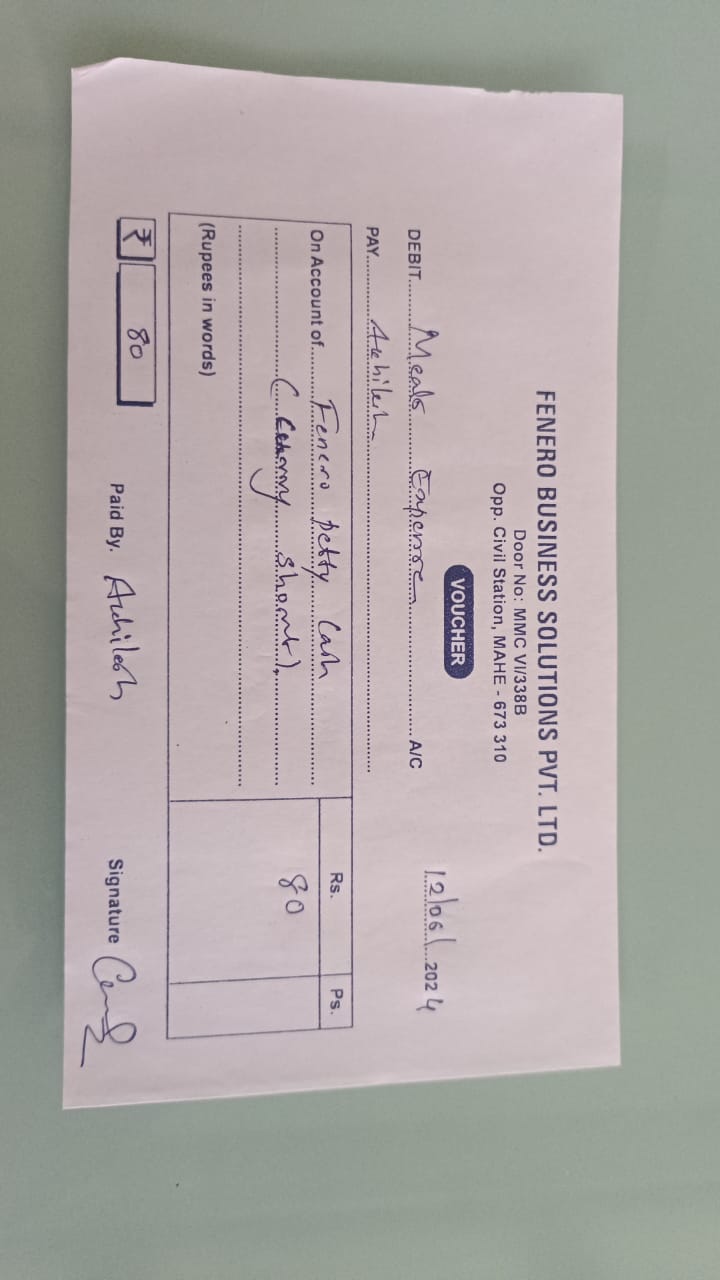 FENERO BUSINESS SOLUTIONS PVT. LTD.
Door No: MMC VI/338B
Opp. Civil Station, MAHE - 673 310
VOUCHER
12/06/2024
DEBIT Meals Expense A/C
PAY Akhilesh
On Account of Fenero petty Cash
Rs. Ps.
80
(Rupees in words)
₹ 80
Paid By. Akhilesh
Signature